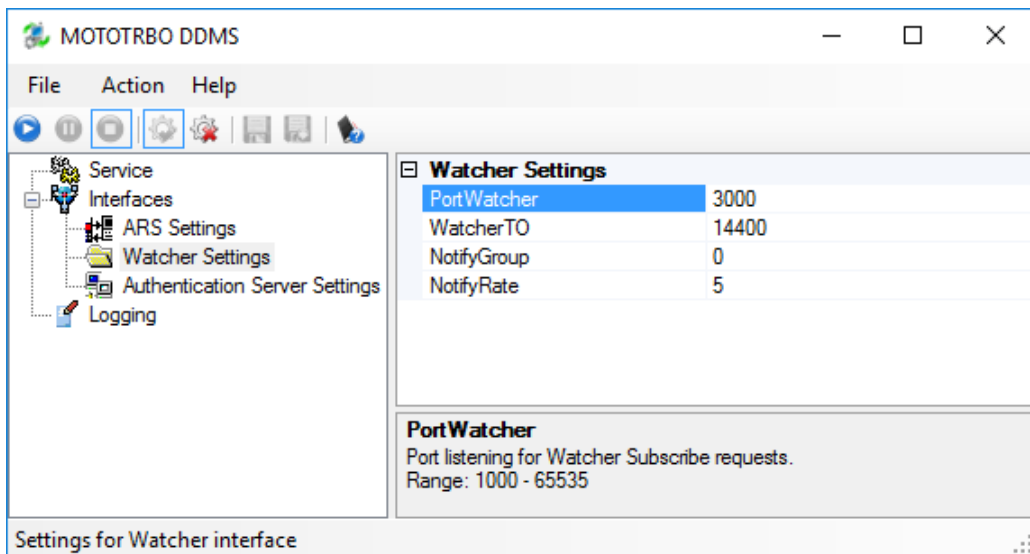 MOTOTRBO DDMS
File Action Help
Service
Interfaces
ARS Settings
Watcher Settings
Authentication Server Settings
Logging
Watcher Settings
PortWatcher 3000
WatcherTO 14400
NotifyGroup 0
NotifyRate 5
PortWatcher
Port listening for Watcher Subscribe requests.
Range: 1000 - 65535
Settings for Watcher interface